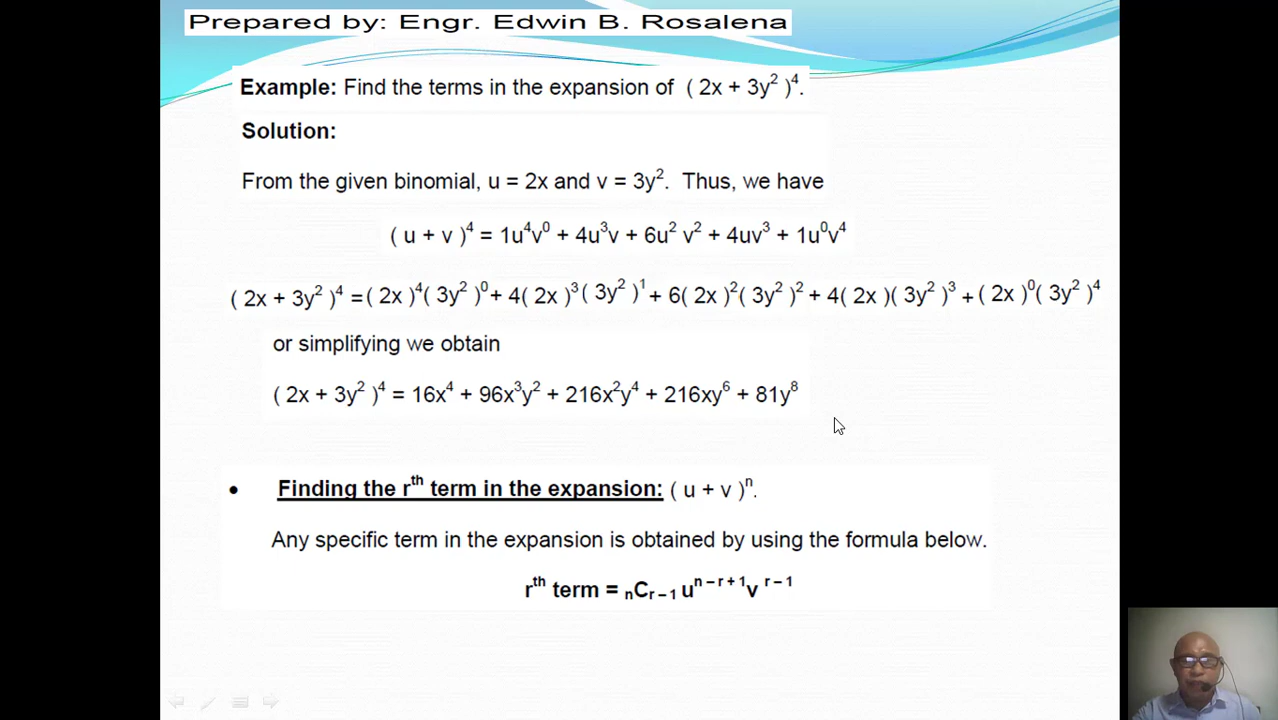 Prepared by: Engr. Edwin B. Rosalena
Example: Find the terms in the expansion of ( 2x + 3y² )⁴.
Solution:
From the given binomial, u = 2x and v = 3y². Thus, we have
( u + v )⁴ = 1u⁴v⁰ + 4u³v + 6u² v² + 4uv³ + 1u⁰v⁴
( 2x + 3y² )⁴ = ( 2x )⁴( 3y² )⁰ + 4( 2x )³( 3y² )¹ + 6( 2x )²( 3y² )² + 4( 2x )( 3y² )³ + ( 2x )⁰( 3y² )⁴
or simplifying we obtain
( 2x + 3y² )⁴ = 16x⁴ + 96x³y² + 216x²y⁴ + 216xy⁶ + 81y⁸
• Finding the rᵗʰ term in the expansion: ( u + v )ⁿ.
Any specific term in the expansion is obtained by using the formula below.
rᵗʰ term = ₙCᵣ₋₁ uⁿ⁻ʳ⁺¹v ʳ⁻¹